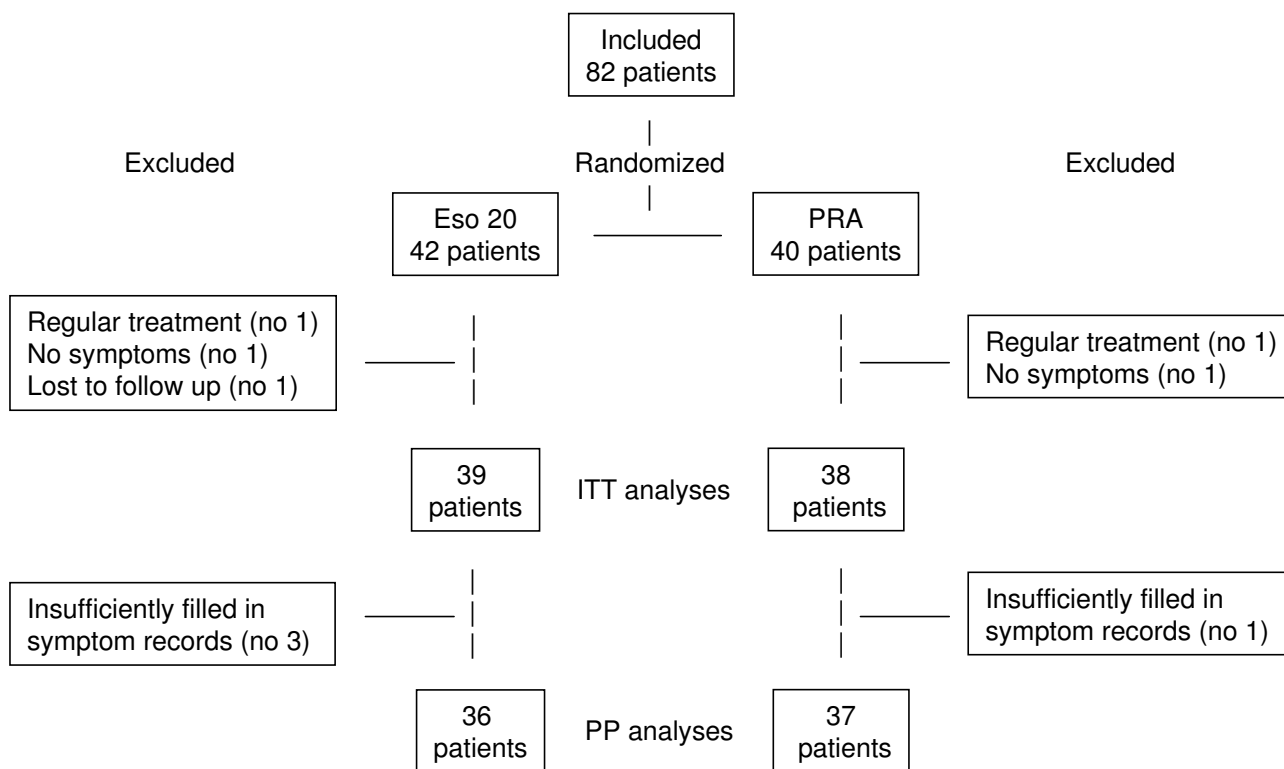 Included
82 patients
Excluded
Randomized
Excluded
Eso 20
42 patients
PRA
40 patients
Regular treatment (no 1)
No symptoms (no 1)
Lost to follow up (no 1)
Regular treatment (no 1)
No symptoms (no 1)
39
patients
ITT analyses
38
patients
Insufficiently filled in
symptom records (no 3)
Insufficiently filled in
symptom records (no 1)
36
patients
PP analyses
37
patients